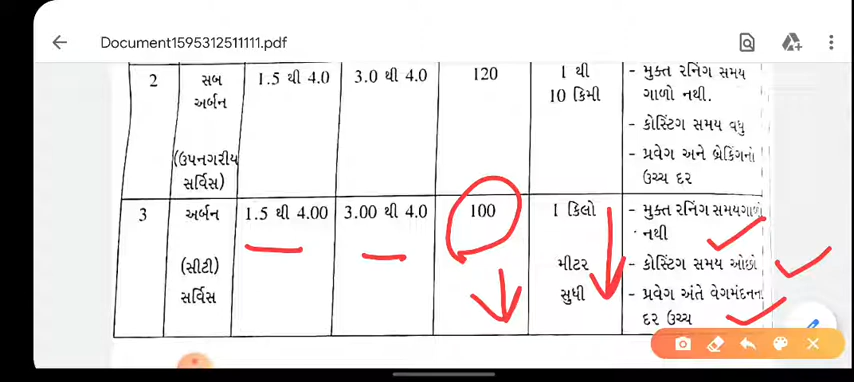 Document1595312511111.pdf
2 સબ 1.5 થી 4.0 3.0 થી 4.0 120 1 થી - મુક્ત રનિંગ સમય
અર્બન 10 કિમી ગાળો નથી.
- કોસ્ટિંગ સમય વધુ
(ઉપનગરીય - પ્રવેગ અને બ્રેકિંગનો
સર્વિસ) ઉચ્ચ દર
3 અર્બન 1.5 થી 4.00 3.00 થી 4.0 100 1 કિલો - મુક્ત રનિંગ સમયગાળો
નથી
(સીટી) મીટર - કોસ્ટિંગ સમય ઓછો
સર્વિસ સુધી - પ્રવેગ અંતે વેગમંદનના
દર ઉચ્ચ